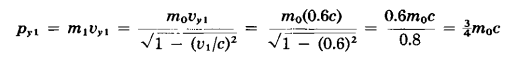 p_{y1} = m_1 v_{y1} = \frac{m_0 v_{y1}}{\sqrt{1 - (v_1/c)^2}} = \frac{m_0(0.6c)}{\sqrt{1 - (0.6)^2}} = \frac{0.6 m_0 c}{0.8} = \frac{3}{4} m_0 c